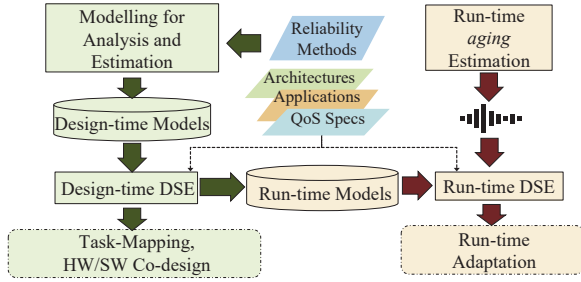 Modelling for
Analysis and
Estimation
Reliability
Methods
Run-time
aging
Estimation
Architectures
Applications
QoS Specs
Design-time Models
Design-time DSE
Run-time Models
Run-time DSE
Task-Mapping,
HW/SW Co-design
Run-time
Adaptation